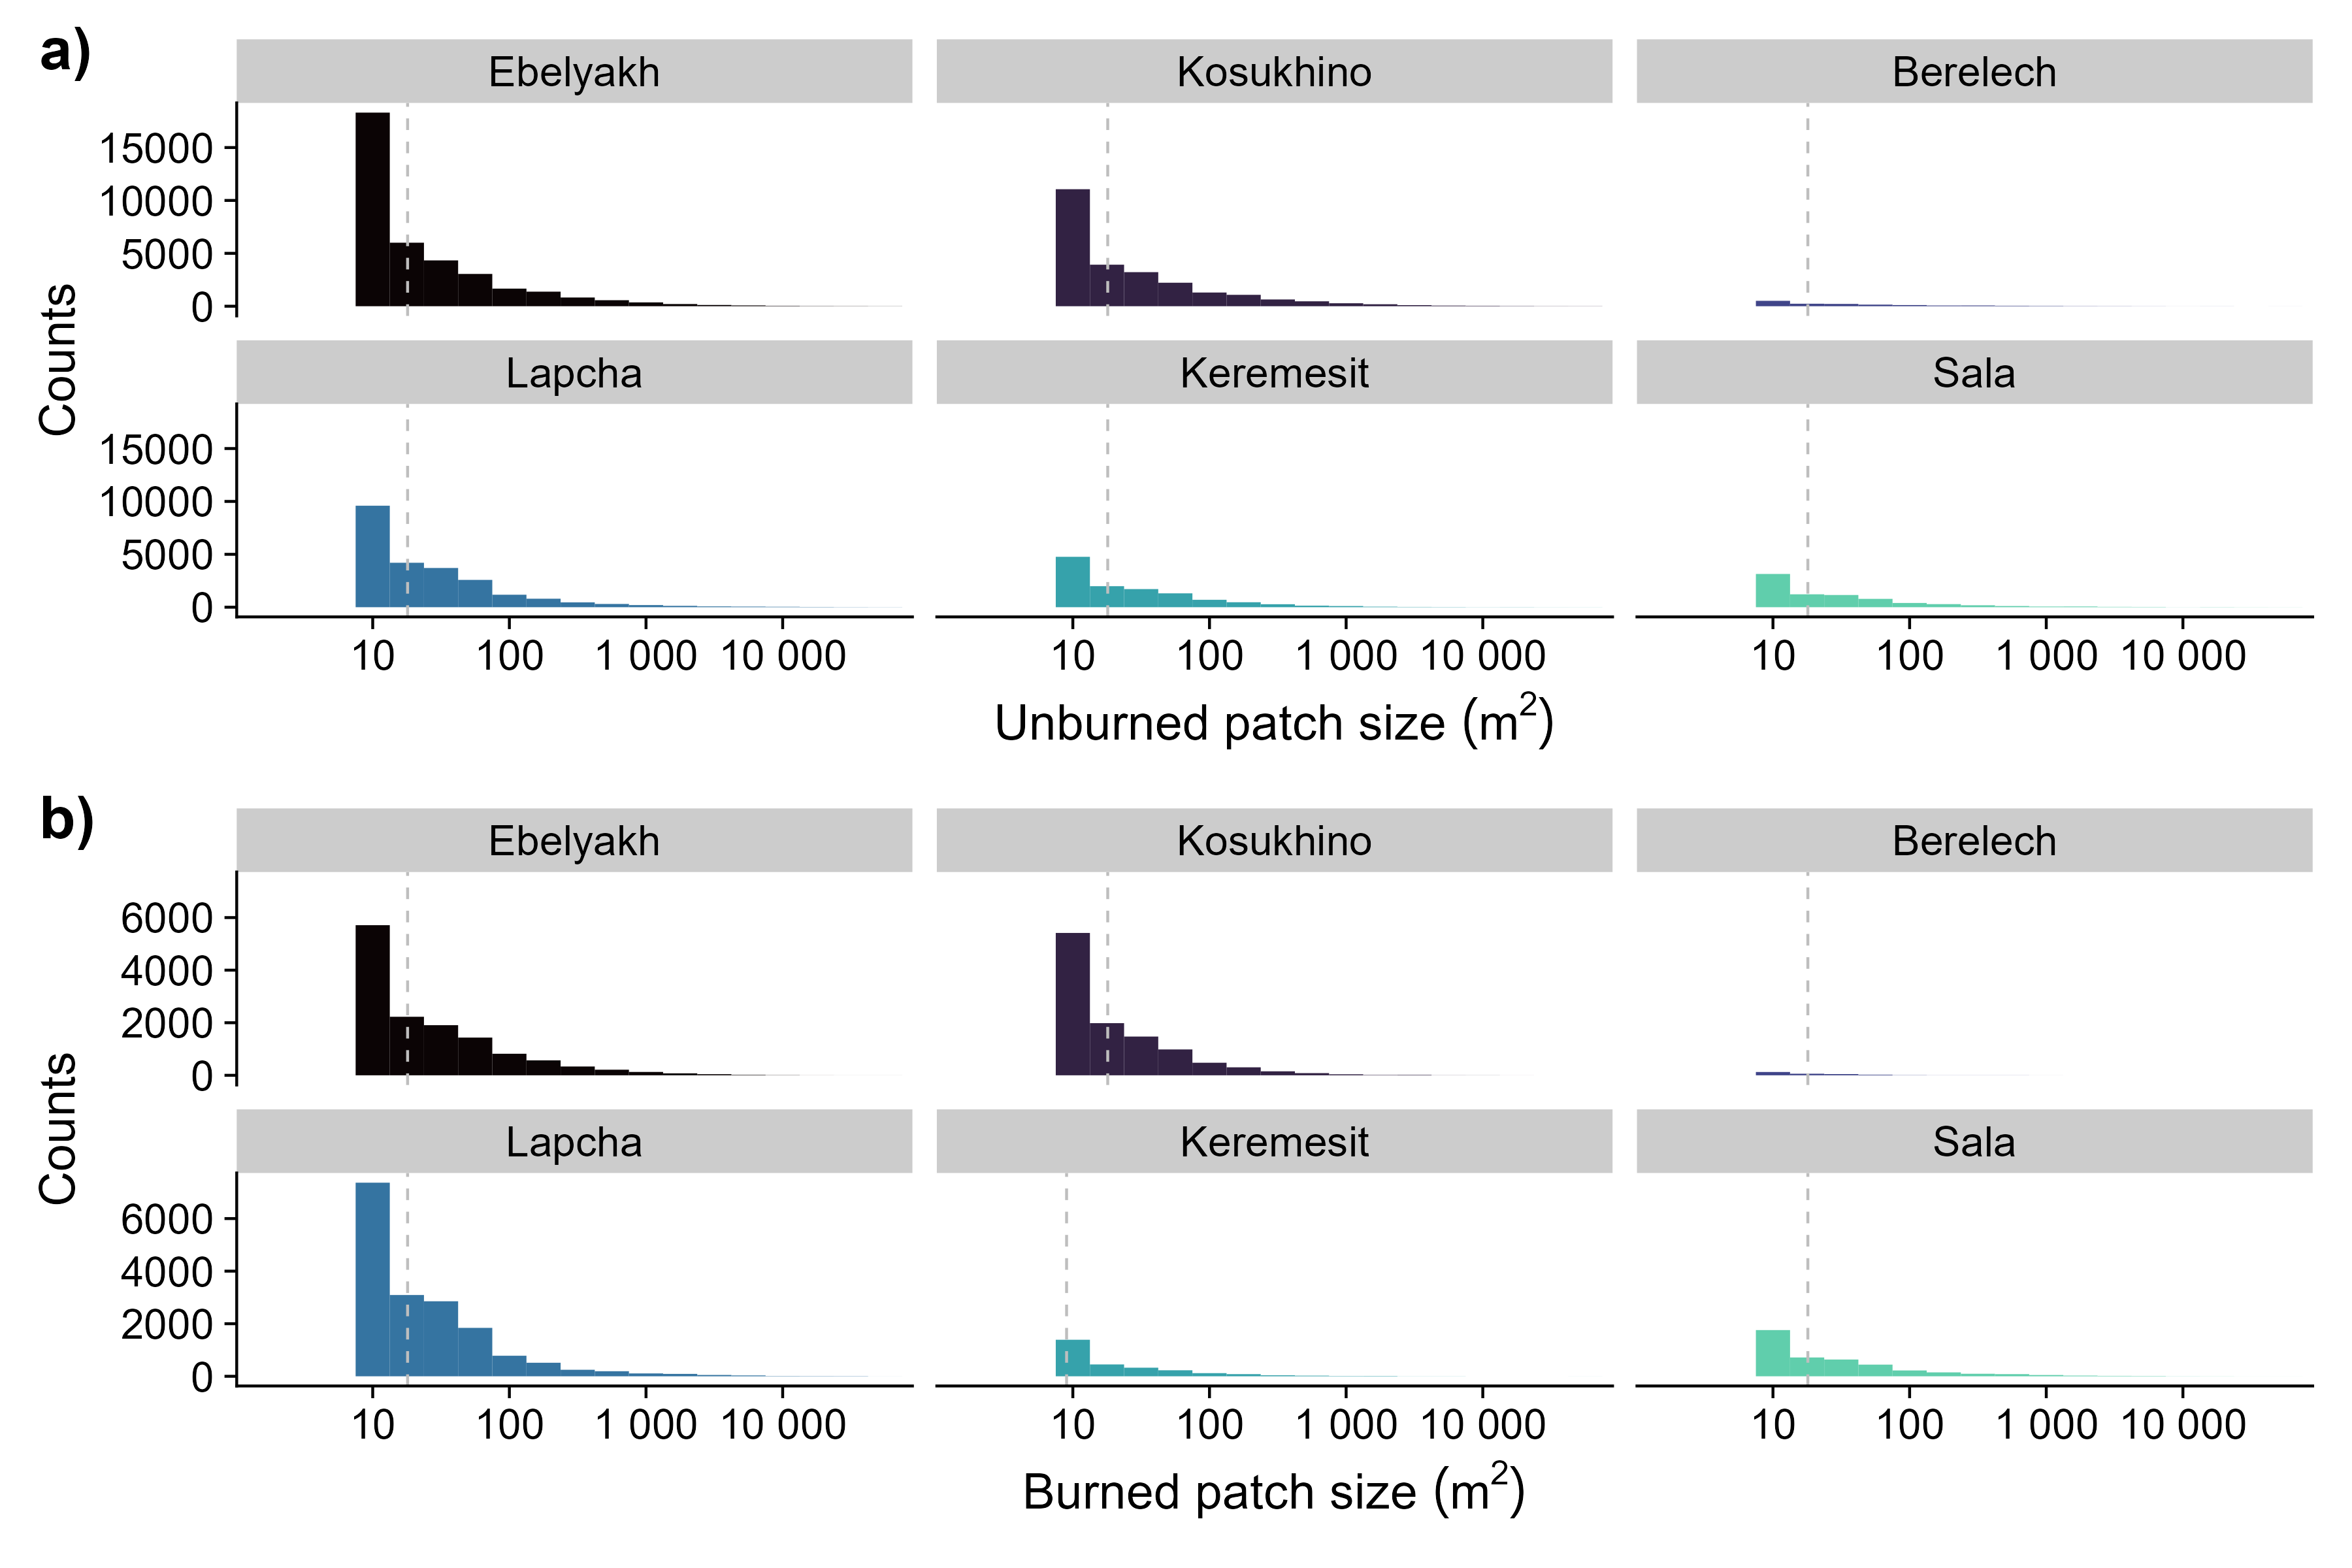 a)
Ebelyakh Kosukhino Berelech
15000
10000
5000
0
Lapcha Keremesit Sala
15000
10000
5000
0
Counts
10 100 1 000 10 000 10 100 1 000 10 000 10 100 1 000 10 000
Unburned patch size (m²)
b)
Ebelyakh Kosukhino Berelech
6000
4000
2000
0
Lapcha Keremesit Sala
6000
4000
2000
0
Counts
10 100 1 000 10 000 10 100 1 000 10 000 10 100 1 000 10 000
Burned patch size (m²)